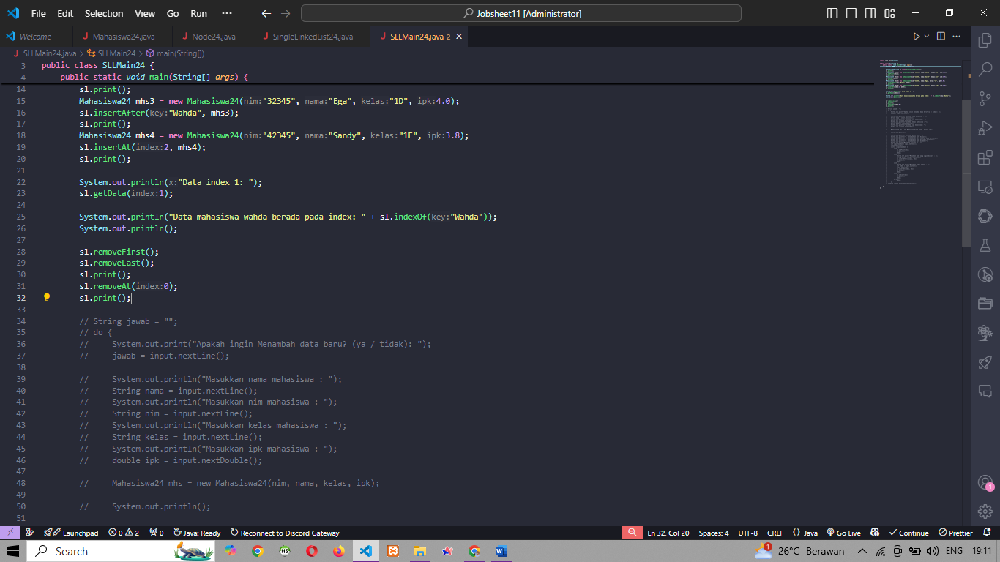 File Edit Selection View Go Run ··· Jobsheet11 [Administrator]
Welcome Mahasiswa24.java Node24.java SingleLinkedList24.java SLLMain24.java 2
SLLMain24.java > SLLMain24 > main(String[])
3 public class SLLMain24 {
4 public static void main(String[] args) {
14 sl.print();
15 Mahasiswa24 mhs3 = new Mahasiswa24(nim:"32345", nama:"Ega", kelas:"1D", ipk:4.0);
16 sl.insertAfter(key:"Wahda", mhs3);
17 sl.print();
18 Mahasiswa24 mhs4 = new Mahasiswa24(nim:"42345", nama:"Sandy", kelas:"1E", ipk:3.8);
19 sl.insertAt(index:2, mhs4);
20 sl.print();
21
22 System.out.println(x:"Data index 1: ");
23 sl.getData(index:1);
24
25 System.out.println("Data mahasiswa wahda berada pada index: " + sl.indexOf(key:"Wahda"));
26 System.out.println();
27
28 sl.removeFirst();
29 sl.removeLast();
30 sl.print();
31 sl.removeAt(index:0);
32 sl.print();
33
34 // String jawab = "";
35 // do {
36 // System.out.print("Apakah ingin Menambah data baru? (ya / tidak): ");
37 // jawab = input.nextLine();
38
39 // System.out.println("Masukkan nama mahasiswa : ");
40 // String nama = input.nextLine();
41 // System.out.println("Masukkan nim mahasiswa : ");
42 // String nim = input.nextLine();
43 // System.out.println("Masukkan kelas mahasiswa : ");
44 // String kelas = input.nextLine();
45 // System.out.println("Masukkan ipk mahasiswa : ");
46 // double ipk = input.nextDouble();
47
48 // Mahasiswa24 mhs = new Mahasiswa24(nim, nama, kelas, ipk);
49
50 // System.out.println();
51
1
Launchpad 0 2 0 Java: Ready Reconnect to Discord Gateway Ln 32, Col 20 Spaces: 4 UTF-8 CRLF {} Java Go Live Continue Prettier
Search 1 26°C Berawan ENG 19:11